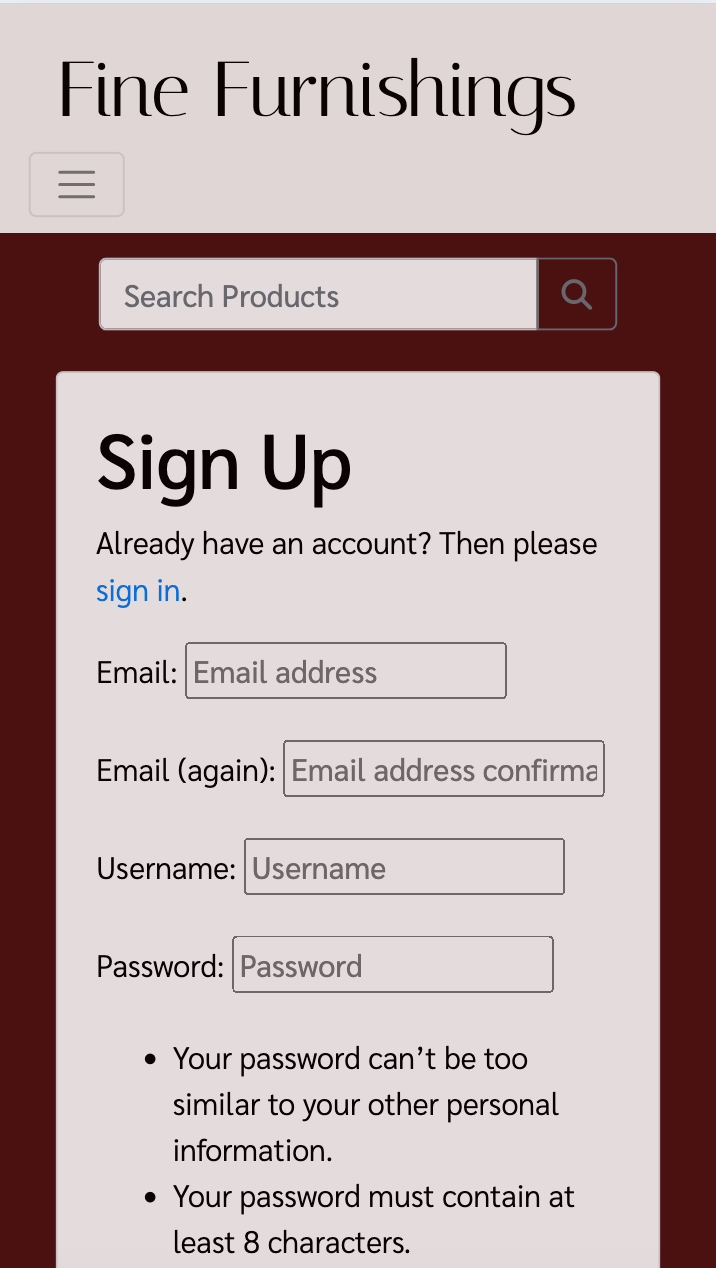 Fine Furnishings
Search Products
Sign Up
Already have an account? Then please
sign in.
Email: Email address
Email (again): Email address confirma
Username: Username
Password: Password
• Your password can’t be too
similar to your other personal
information.
• Your password must contain at
least 8 characters.